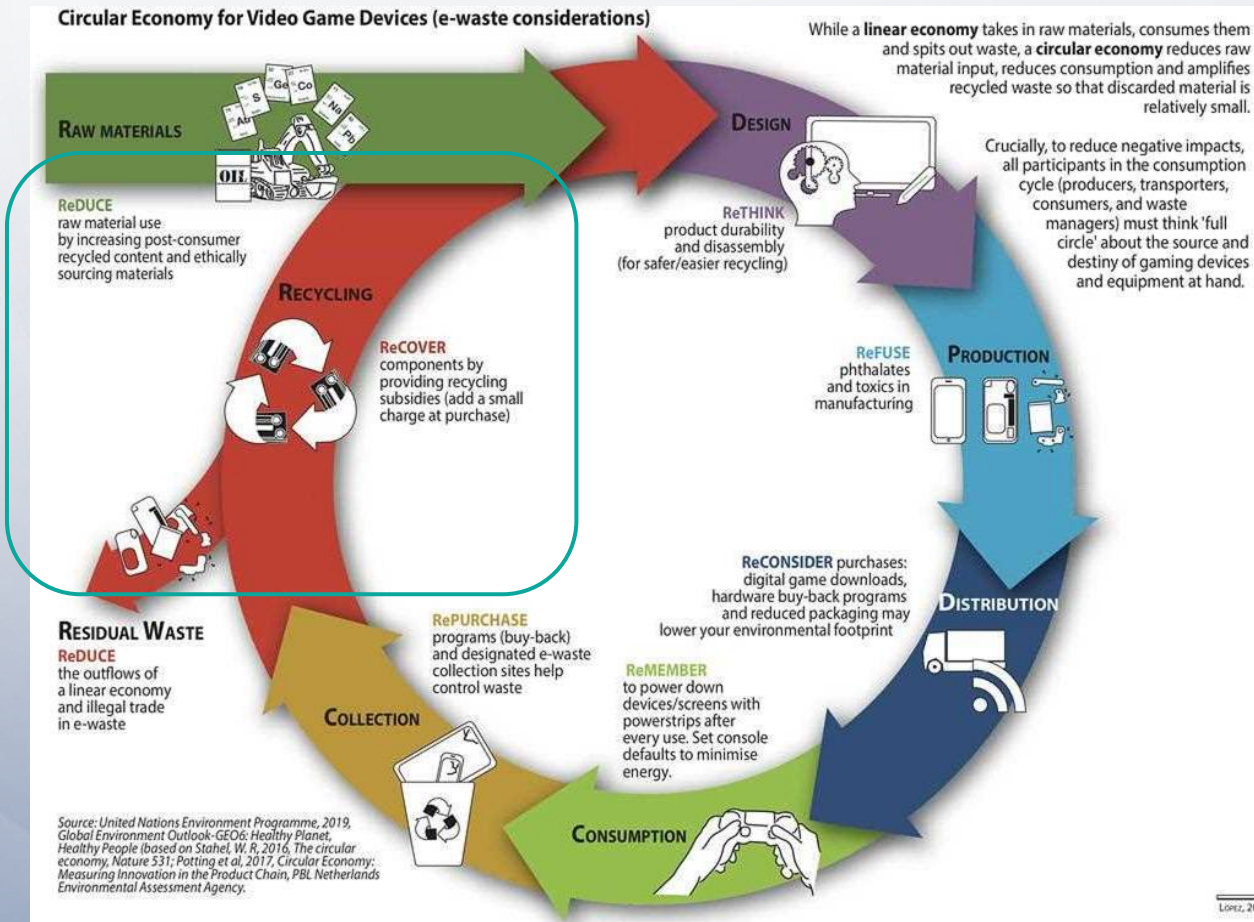 Circular Economy for Video Game Devices (e-waste considerations)
While a linear economy takes in raw materials, consumes them
and spits out waste, a circular economy reduces raw
material input, reduces consumption and amplifies
recycled waste so that discarded material is
relatively small.
Crucially, to reduce negative impacts,
all participants in the consumption
cycle (producers, transporters,
consumers, and waste
managers) must think 'full
circle' about the source and
destiny of gaming devices
and equipment at hand.
RAW MATERIALS
S
Ge
Co
Na
Pb
OIL
ReDUCE
raw material use
by increasing post-consumer
recycled content and ethically
sourcing materials
DESIGN
ReTHINK
product durability
and disassembly
(for safer/easier recycling)
PRODUCTION
ReFUSE
phthalates
and toxics in
manufacturing
DISTRIBUTION
ReCONSIDER purchases:
digital game downloads,
hardware buy-back programs
and reduced packaging may
lower your environmental footprint
CONSUMPTION
ReMEMBER
to power down
devices/screens with
powerstrips after
every use. Set console
defaults to minimise
energy.
COLLECTION
RePURCHASE
programs (buy-back)
and designated e-waste
collection sites help
control waste
RECYCLING
ReCOVER
components by
providing recycling
subsidies (add a small
charge at purchase)
RESIDUAL WASTE
ReDUCE
the outflows of
a linear economy
and illegal trade
in e-waste
Source: United Nations Environment Programme, 2019,
Global Environment Outlook-GEO6: Healthy Planet,
Healthy People (based on Stahel, W. R, 2016, The circular
economy, Nature 531; Potting et al, 2017, Circular Economy:
Measuring Innovation in the Product Chain, PBL Netherlands
Environmental Assessment Agency.
LOPEZ,